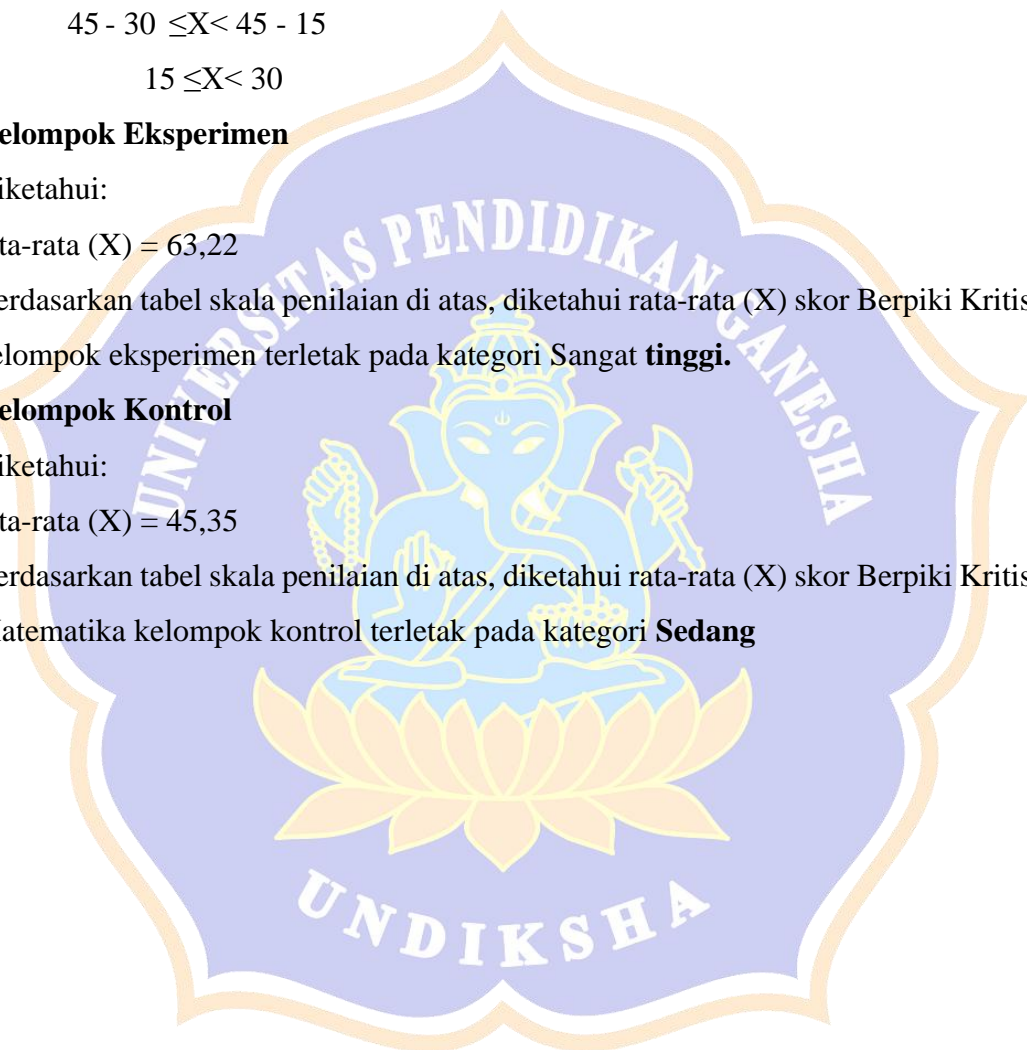 45 - 30 ≤X< 45 - 15
15 ≤X< 30
elompok Eksperimen
iketahui:
ta-rata (X) = 63,22
erdasarkan tabel skala penilaian di atas, diketahui rata-rata (X) skor Berpiki Kritis
elompok eksperimen terletak pada kategori Sangat tinggi.
elompok Kontrol
iketahui:
ta-rata (X) = 45,35
erdasarkan tabel skala penilaian di atas, diketahui rata-rata (X) skor Berpiki Kritis
atematika kelompok kontrol terletak pada kategori Sedang
UNIVERSITAS PENDIDIKAN GANESHA
UNDIKSHA